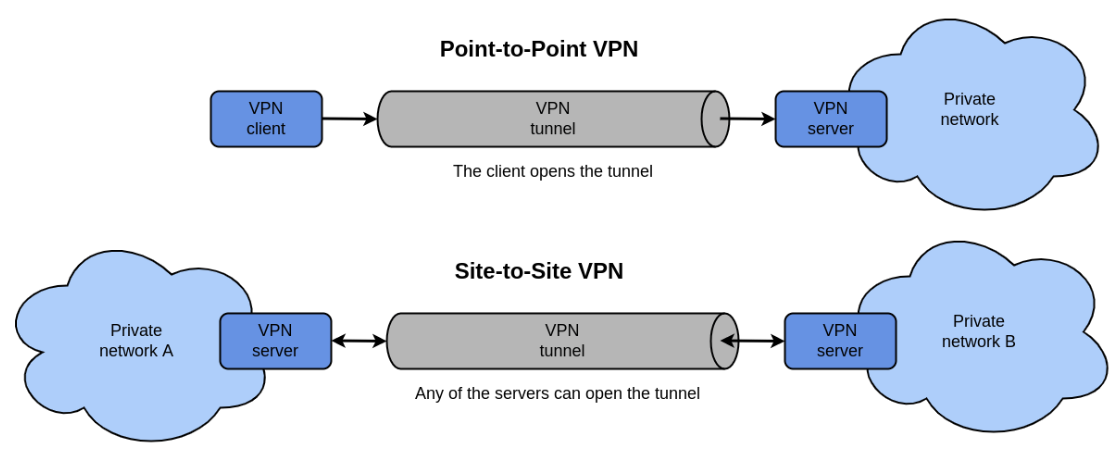 Point-to-Point VPN
VPN
client
VPN
tunnel
VPN
server
Private
network
The client opens the tunnel
Site-to-Site VPN
Private
network A
VPN
server
VPN
tunnel
VPN
server
Private
network B
Any of the servers can open the tunnel